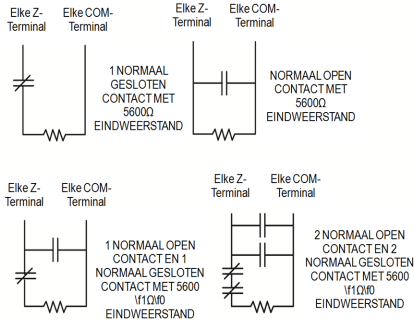 Elke Z-
Terminal
Elke COM-
Terminal
1 NORMAAL
GESLOTEN
CONTACT MET
5600Ω
EINDWEERSTAND
Elke Z-
Terminal
Elke COM-
Terminal
NORMAAL OPEN
CONTACT MET
5600Ω
EINDWEERSTAND
Elke Z-
Terminal
Elke COM-
Terminal
1 NORMAAL OPEN
CONTACT EN 1
NORMAAL GESLOTEN
CONTACT MET 5600
\f1Ω\f0
EINDWEERSTAND
Elke Z-
Terminal
Elke COM-
Terminal
2 NORMAAL OPEN
CONTACT EN 2
NORMAAL GESLOTEN
CONTACT MET 5600
\f1Ω\f0
EINDWEERSTAND